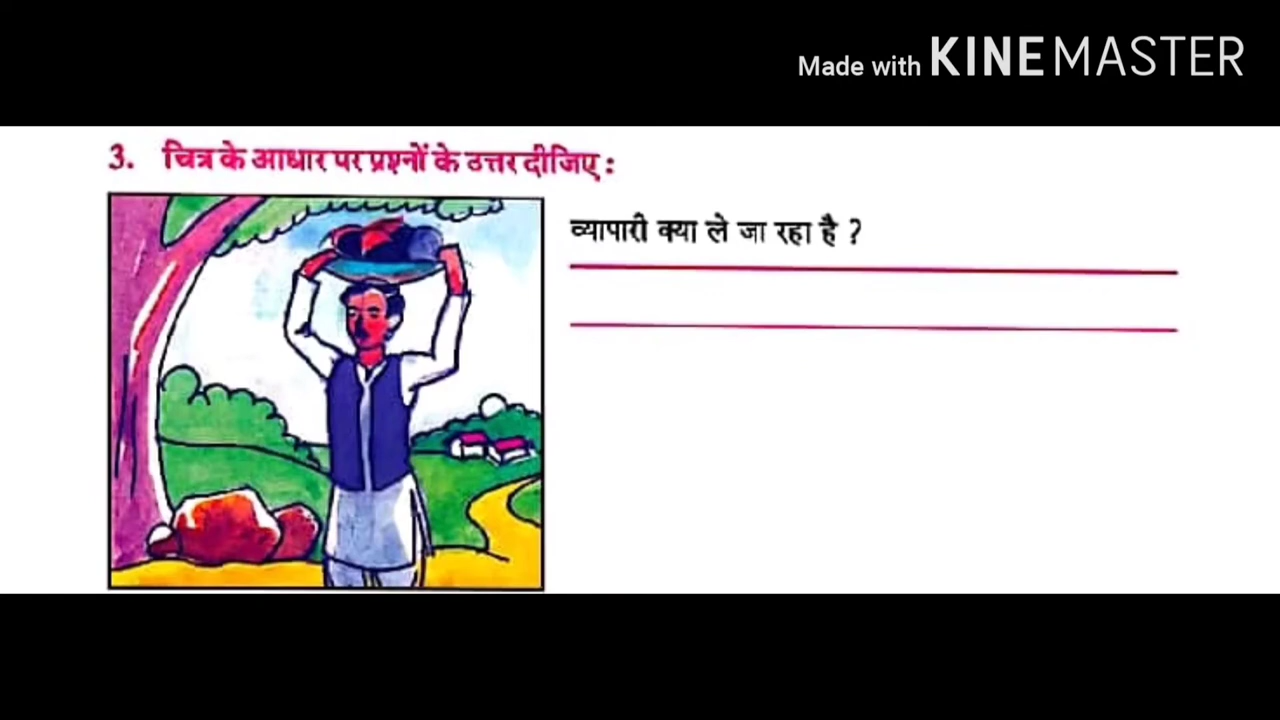 Made with KINEMASTER
3. चित्र के आधार पर प्रश्नों के उत्तर दीजिए :
व्यापारी क्या ले जा रहा है ?